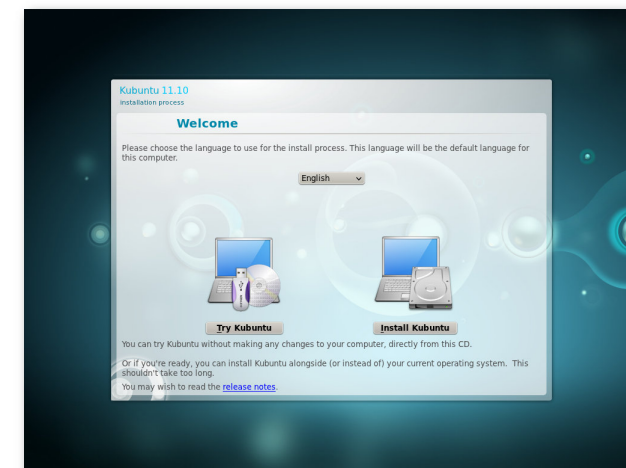 Kubuntu 11.10
installation process
Welcome
Please choose the language to use for the install process. This language will be the default language for
this computer.
English
Try Kubuntu
Install Kubuntu
You can try Kubuntu without making any changes to your computer, directly from this CD.
Or if you're ready, you can install Kubuntu alongside (or instead of) your current operating system. This
shouldn't take too long.
You may wish to read the release notes.